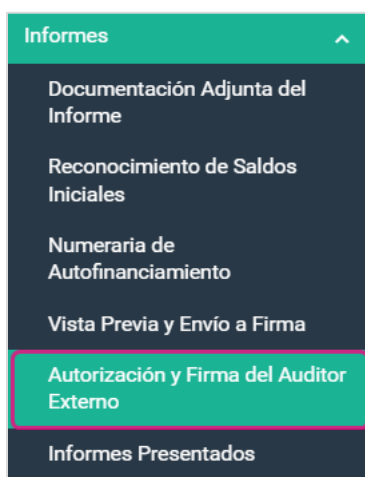 Informes
Documentación Adjunta del
Informe
Reconocimiento de Saldos
Iniciales
Numeraria de
Autofinanciamiento
Vista Previa y Envío a Firma
Autorización y Firma del Auditor
Externo
Informes Presentados